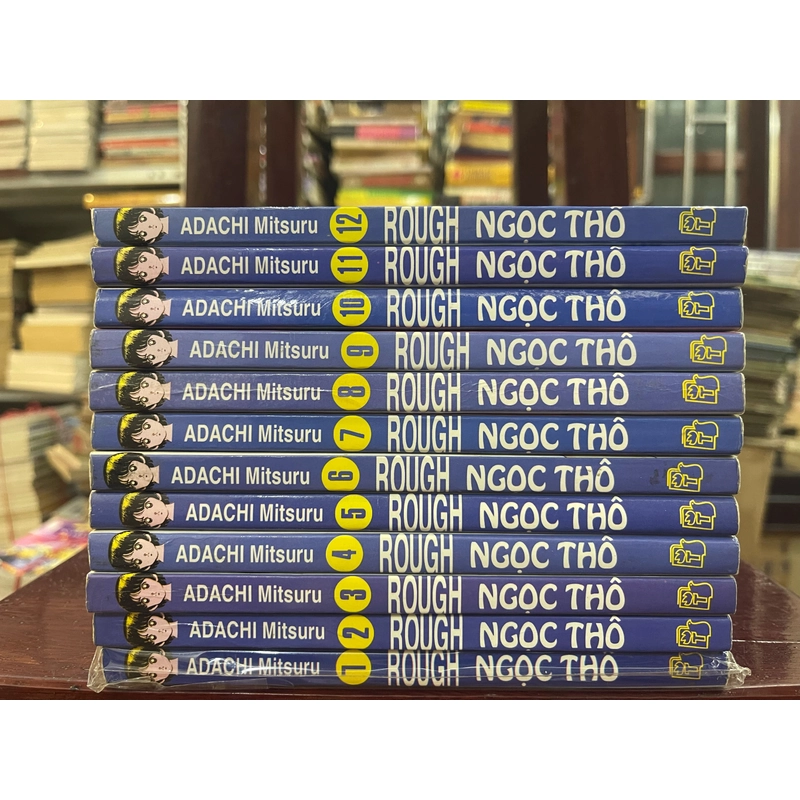 ADACHI Mitsuru 12 ROUGH NGỌC THÔ
ADACHI Mitsuru 11 ROUGH NGỌC THÔ
ADACHI Mitsuru 10 ROUGH NGỌC THÔ
ADACHI Mitsuru 9 ROUGH NGỌC THÔ
ADACHI Mitsuru 8 ROUGH NGỌC THÔ
ADACHI Mitsuru 7 ROUGH NGỌC THÔ
ADACHI Mitsuru 6 ROUGH NGỌC THÔ
ADACHI Mitsuru 5 ROUGH NGỌC THÔ
ADACHI Mitsuru 4 ROUGH NGỌC THÔ
ADACHI Mitsuru 3 ROUGH NGỌC THÔ
ADACHI Mitsuru 2 ROUGH NGỌC THÔ
ADACHI Mitsuru 1 ROUGH NGỌC THÔ